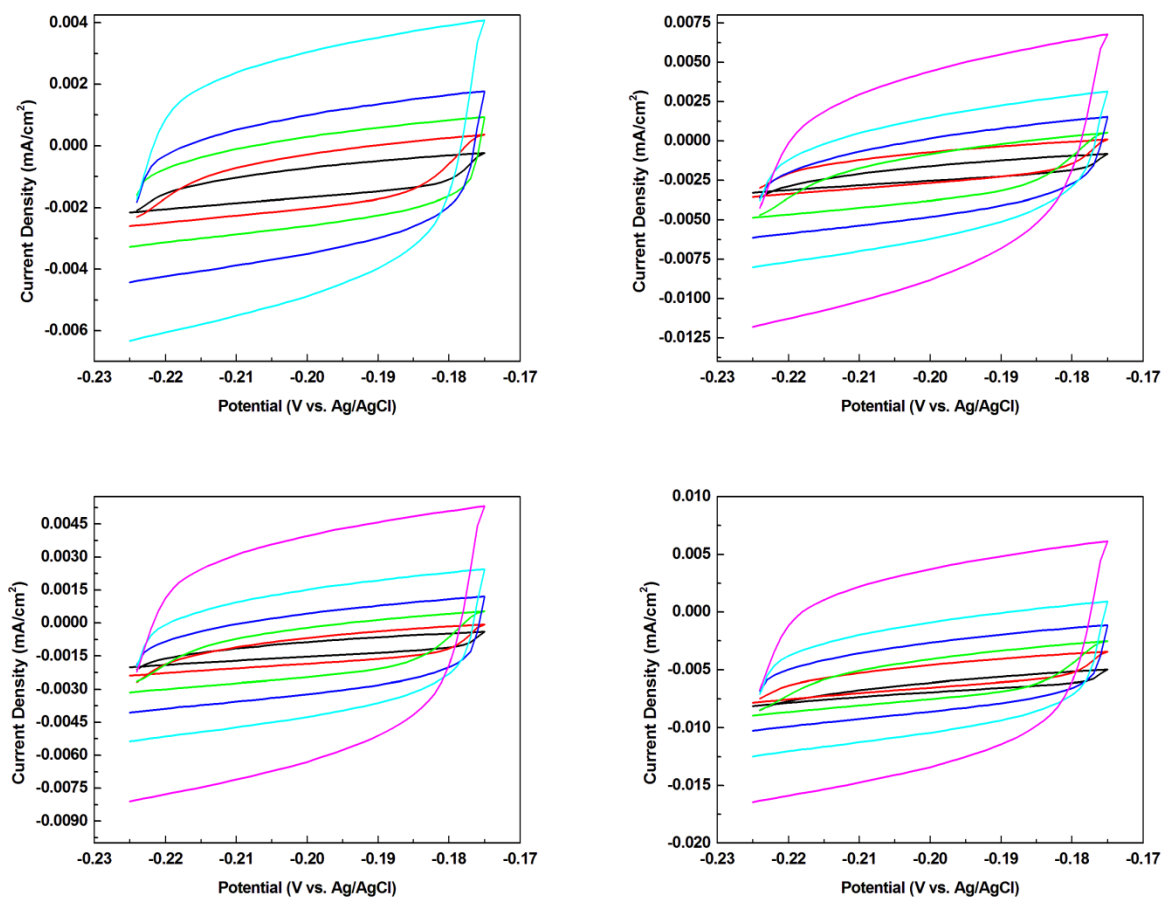 0.004
0.002
0.000
-0.002
-0.004
-0.006
Current Density (mA/cm²)
-0.23 -0.22 -0.21 -0.20 -0.19 -0.18 -0.17
Potential (V vs. Ag/AgCl)
0.0075
0.0050
0.0025
0.0000
-0.0025
-0.0050
-0.0075
-0.0100
-0.0125
Current Density (mA/cm²)
-0.23 -0.22 -0.21 -0.20 -0.19 -0.18 -0.17
Potential (V vs. Ag/AgCl)
0.0045
0.0030
0.0015
0.0000
-0.0015
-0.0030
-0.0045
-0.0060
-0.0075
-0.0090
Current Density (mA/cm²)
-0.23 -0.22 -0.21 -0.20 -0.19 -0.18 -0.17
Potential (V vs. Ag/AgCl)
0.010
0.005
0.000
-0.005
-0.010
-0.015
-0.020
Current Density (mA/cm²)
-0.23 -0.22 -0.21 -0.20 -0.19 -0.18 -0.17
Potential (V vs. Ag/AgCl)